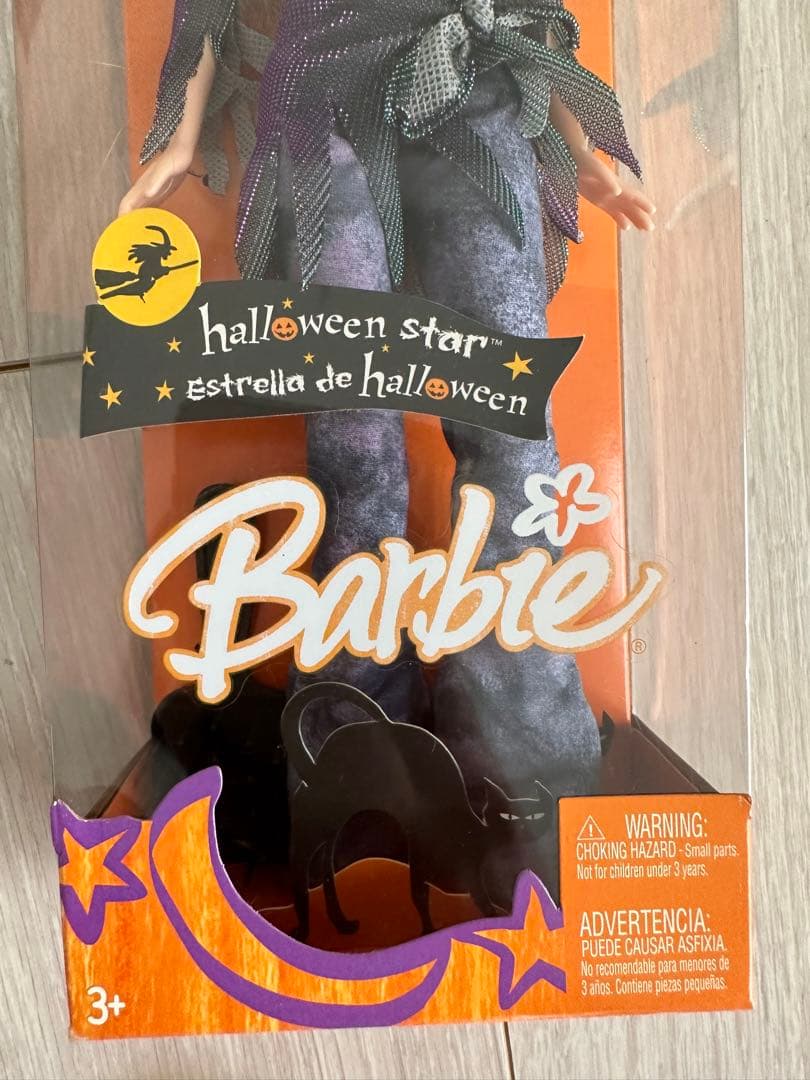 halloween star™
Estrella de halloween
Barbie®
⚠ WARNING:
CHOKING HAZARD - Small parts.
Not for children under 3 years.
ADVERTENCIA:
PUEDE CAUSAR ASFIXIA.
No recomendable para menores de
3 años. Contiene piezas pequeñas.
3+